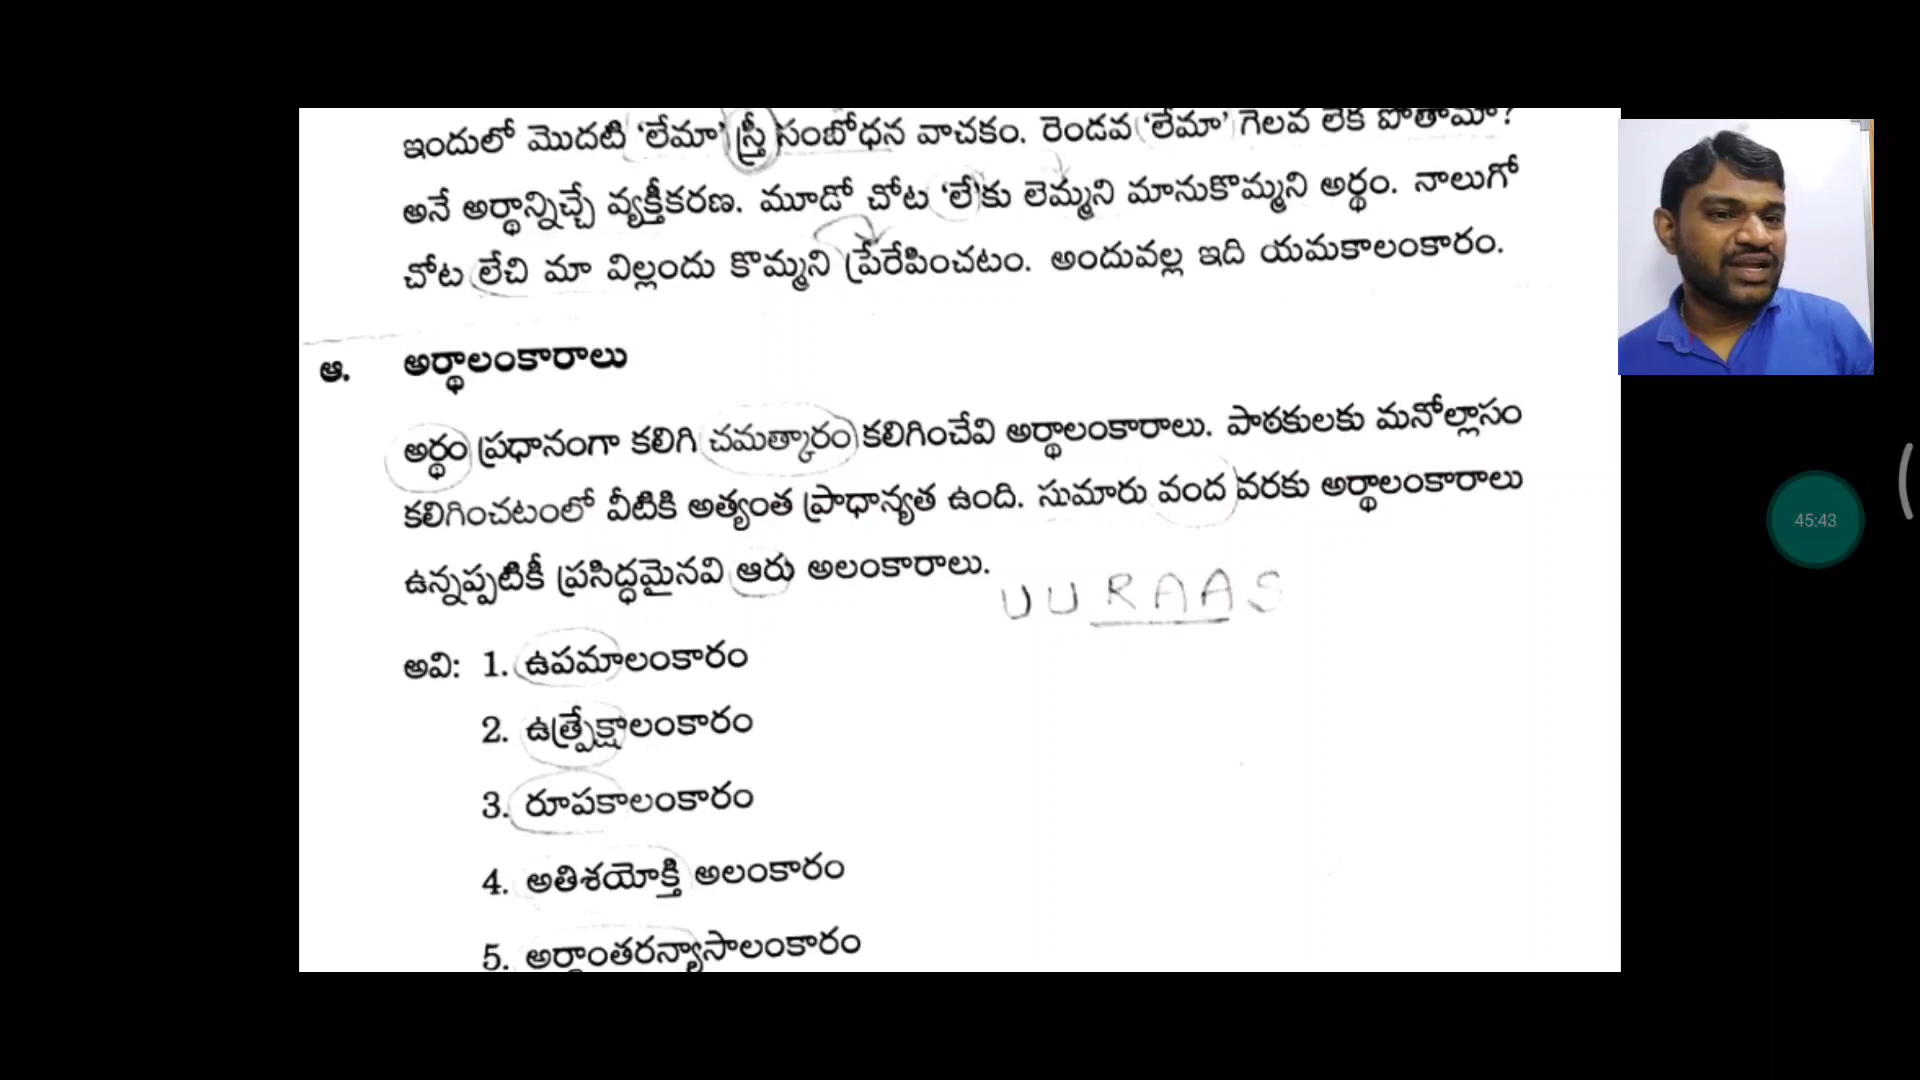 ఇందులో మొదటి ‘లేమా’ స్త్రీ సంబోధన వాచకం. రెండవ ‘లేమా’ గెలవ లేక పోతామా?
అనే అర్థాన్నిచ్చే వ్యక్తీకరణ. మూడో చోట ‘లే’కు లెమ్మని మానుకొమ్మని అర్థం. నాలుగో
చోట లేచి మా విల్లందు కొమ్మని ప్రేరేపించటం. అందువల్ల ఇది యమకాలంకారం.
ఆ. అర్థాలంకారాలు
అర్థం ప్రధానంగా కలిగి చమత్కారం కలిగించేవి అర్థాలంకారాలు. పాఠకులకు మనోల్లాసం
కలిగించటంలో వీటికి అత్యంత ప్రాధాన్యత ఉంది. సుమారు వంద వరకు అర్థాలంకారాలు
ఉన్నప్పటికీ ప్రసిద్ధమైనవి ఆరు అలంకారాలు.
UURAAS
అవి: 1. ఉపమాలంకారం
2. ఉత్ప్రేక్షాలంకారం
3. రూపకాలంకారం
4. అతిశయోక్తి అలంకారం
5. అర్థాంతరన్యాసాలంకారం
45:43